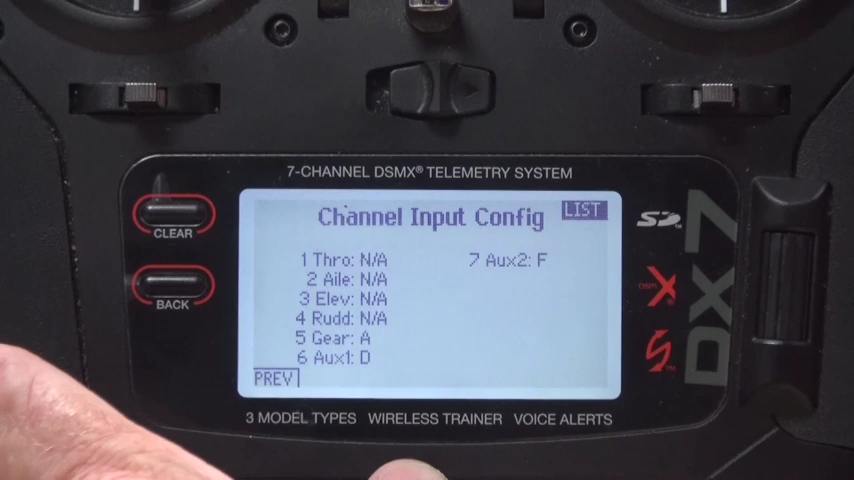 7-CHANNEL DSMX® TELEMETRY SYSTEM
Channel Input Config
LIST
1 Thro: N/A
2 Aile: N/A
3 Elev: N/A
4 Rudd: N/A
5 Gear: A
6 Aux1: D
7 Aux2: F
PREV
CLEAR
BACK
SD
DSM X
DX7
3 MODEL TYPES WIRELESS TRAINER VOICE ALERTS